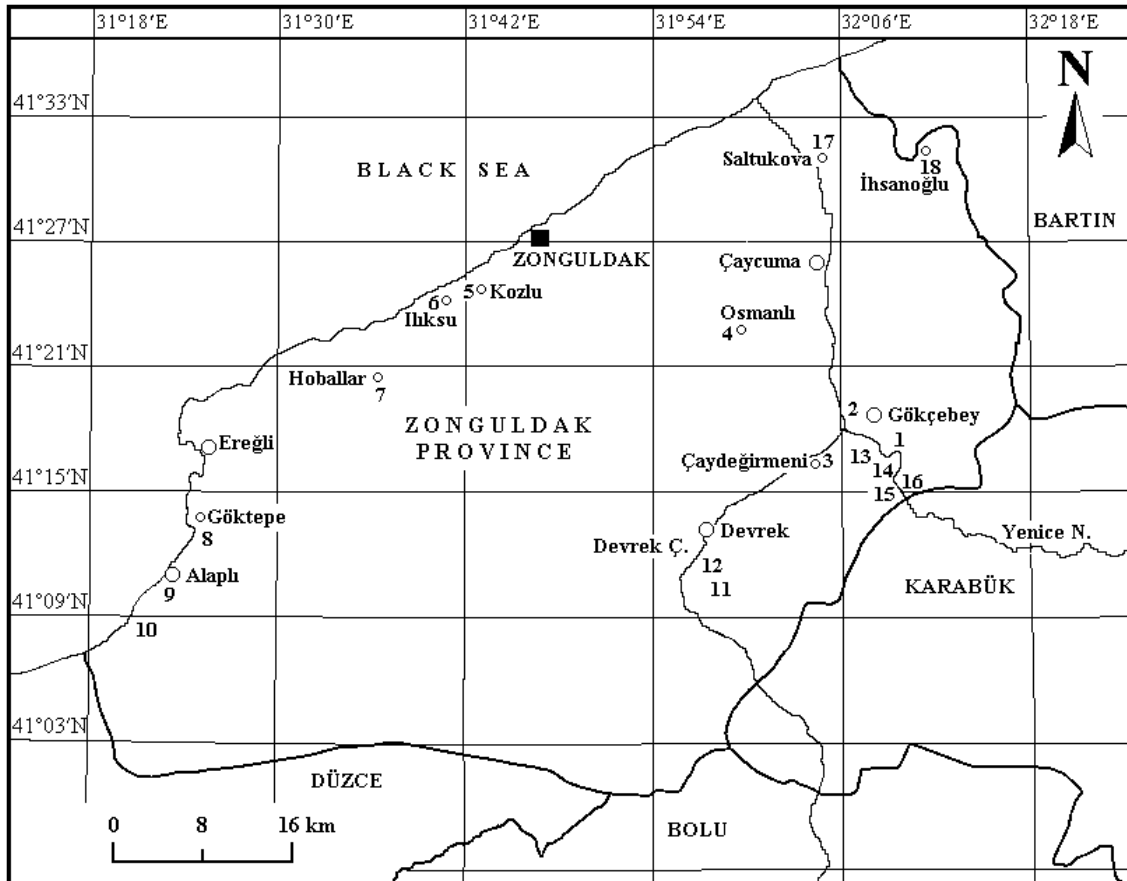 31°18′E 31°30′E 31°42′E 31°54′E 32°06′E 32°18′E
N
41°33′N
17
Saltukova
18
İhsanoğlu
BLACK SEA
BARTIN
41°27′N
ZONGULDAK
Çaycuma
5 Kozlu
6
Ilıksu
Osmanlı
4
41°21′N
Hoballar
7
2 Gökçebey
ZONGULDAK
PROVINCE
1
Ereğli
Çaydeğirmeni 3 13
14
16
15
41°15′N
Göktepe
8
Devrek
Yenice N.
Devrek Ç.
12
Alaplı
9
11
KARABÜK
41°09′N
10
41°03′N
DÜZCE
0 8 16 km
BOLU